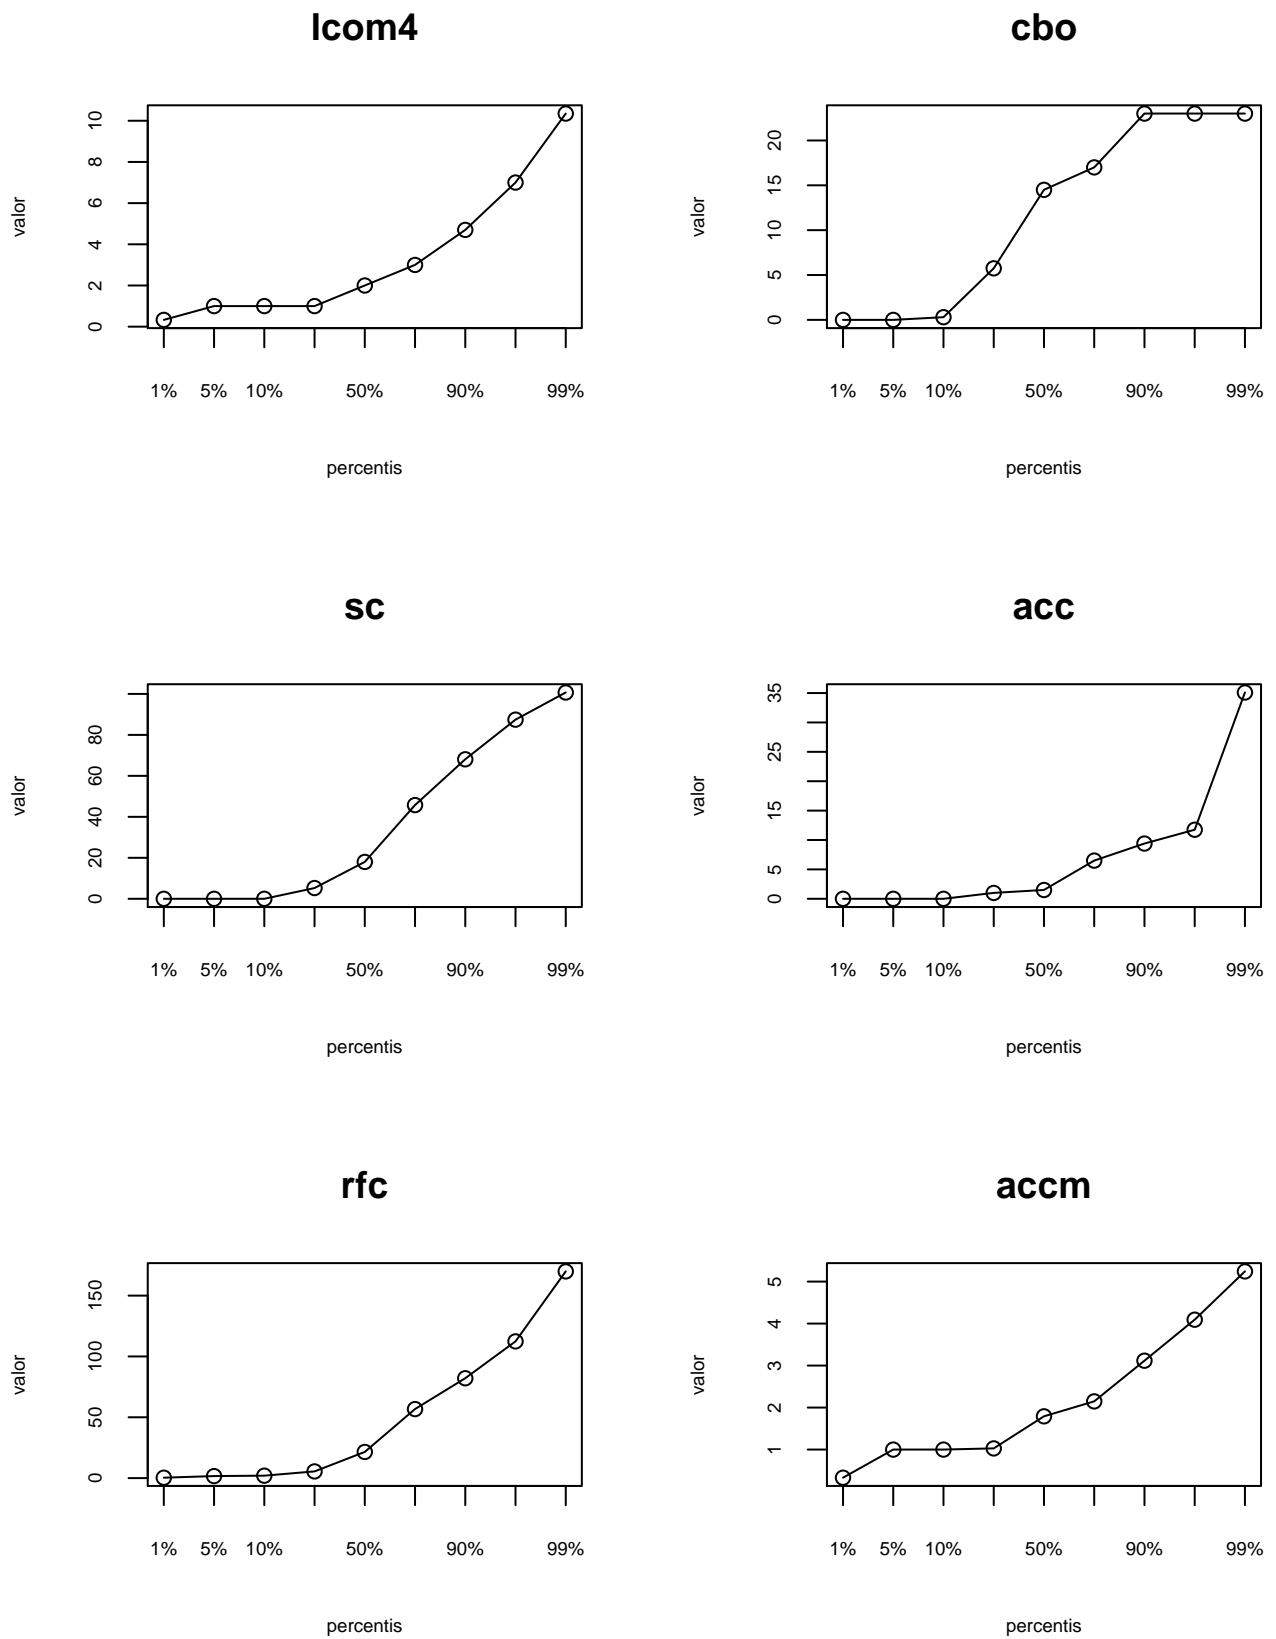 lcom4
valor
0 2 4 6 8 10
1% 5% 10% 50% 90% 99%
percentis
cbo
valor
0 5 10 15 20
1% 5% 10% 50% 90% 99%
percentis
sc
valor
0 20 40 60 80
1% 5% 10% 50% 90% 99%
percentis
acc
valor
0 5 15 25 35
1% 5% 10% 50% 90% 99%
percentis
rfc
valor
0 50 100 150
1% 5% 10% 50% 90% 99%
percentis
accm
valor
1 2 3 4 5
1% 5% 10% 50% 90% 99%
percentis